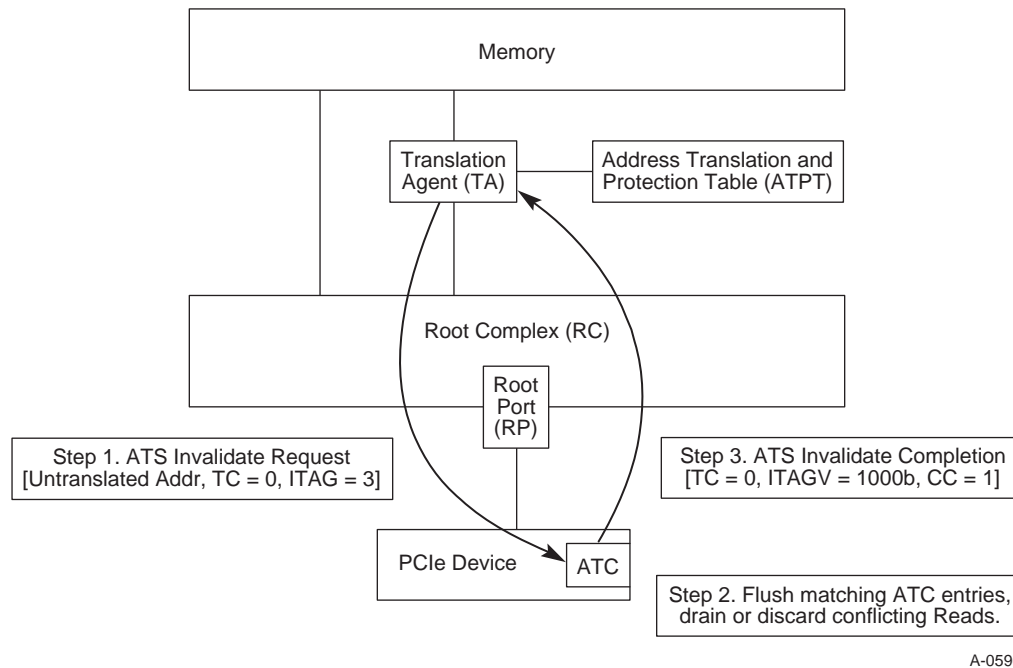 Memory
Translation
Agent (TA)
Address Translation and
Protection Table (ATPT)
Root Complex (RC)
Root
Port
(RP)
Step 1. ATS Invalidate Request
[Untranslated Addr, TC = 0, ITAG = 3]
Step 3. ATS Invalidate Completion
[TC = 0, ITAGV = 1000b, CC = 1]
PCIe Device
ATC
Step 2. Flush matching ATC entries,
drain or discard conflicting Reads.
A-059